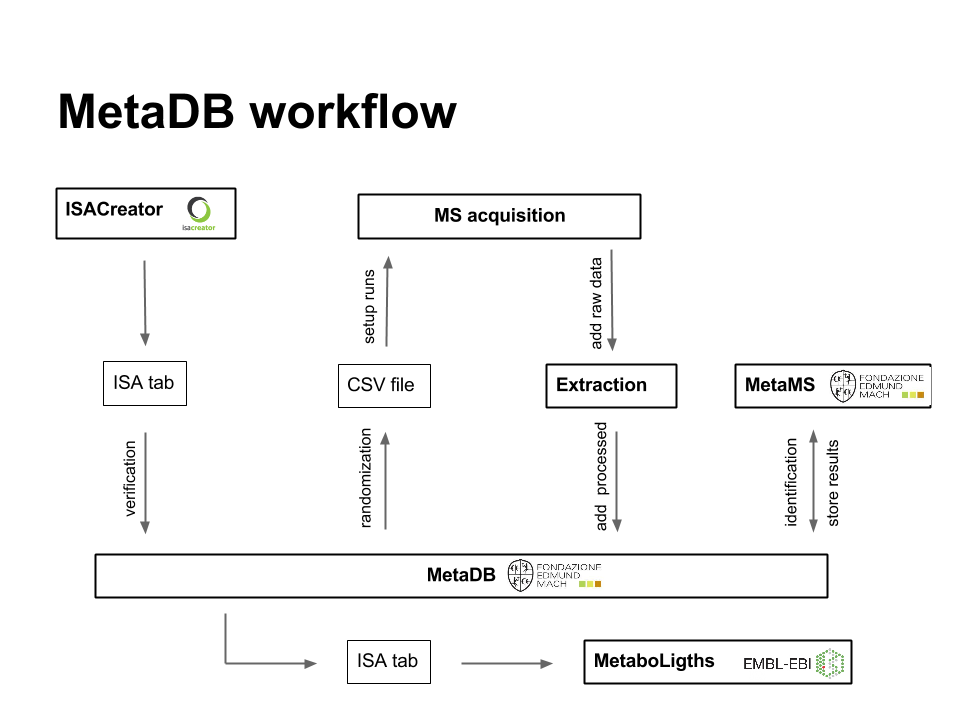 MetaDB workflow
ISACreator
isacreator
MS acquisition
setup runs
add raw data
ISA tab
CSV file
Extraction
MetaMS
FONDAZIONE
EDMUND
MACH
verification
randomization
add processed
identification
store results
MetaDB
FONDAZIONE
EDMUND
MACH
ISA tab
MetaboLigths
EMBL-EBI